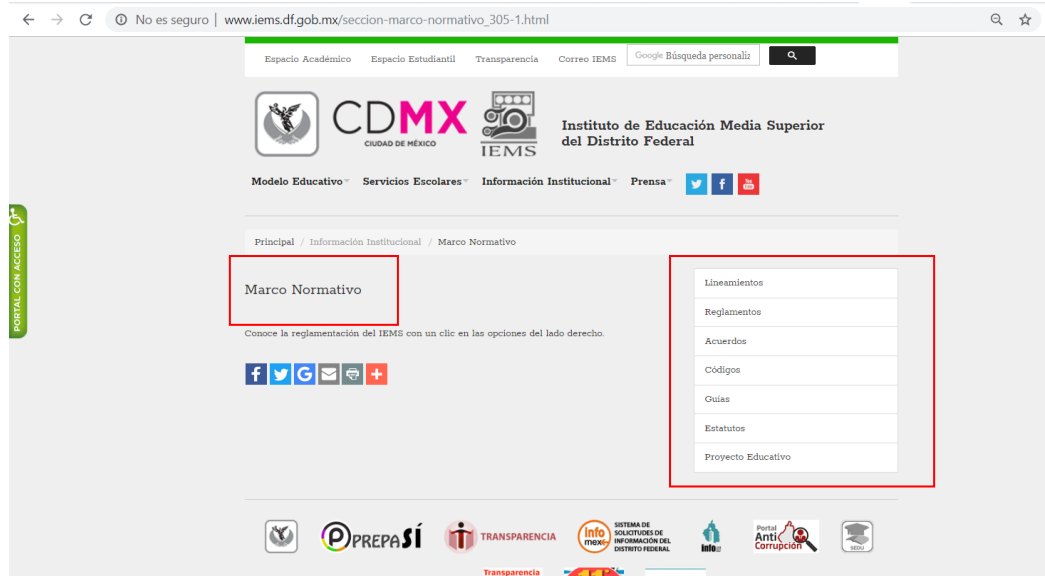 No es seguro | www.iems.df.gob.mx/seccion-marco-normativo_305-1.html
Espacio Académico Espacio Estudiantil Transparencia Correo IEMS Google Búsqueda personaliz
CDMX
CIUDAD DE MÉXICO
IEMS
Instituto de Educación Media Superior
del Distrito Federal
Modelo Educativo Servicios Escolares Información Institucional Prensa
You
PORTAL CON ACCESO
Principal / Información Institucional / Marco Normativo
Marco Normativo
Conoce la reglamentación del IEMS con un clic en las opciones del lado derecho.
Lineamientos
Reglamentos
Acuerdos
Códigos
Guías
Estatutos
Proyecto Educativo
PREPA SÍ
TRANSPARENCIA
info
mex
SISTEMA DE
SOLICITUDES DE
INFORMACIÓN DEL
DISTRITO FEDERAL
info
Portal
Anti
Corrupción
SEDU
Transparencia